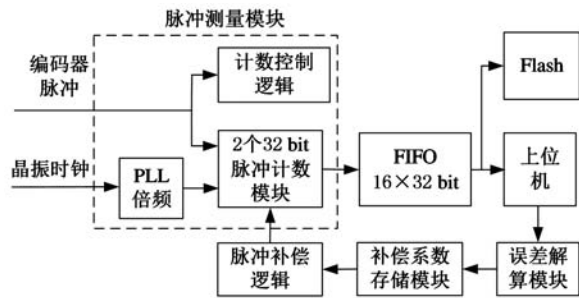 脉冲测量模块
编码器
脉冲
计数控制
逻辑
Flash
2个32 bit
脉冲计数
模块
晶振时钟
PLL
倍频
FIFO
16×32 bit
上位
机
脉冲补偿
逻辑
补偿系数
存储模块
误差解
算模块